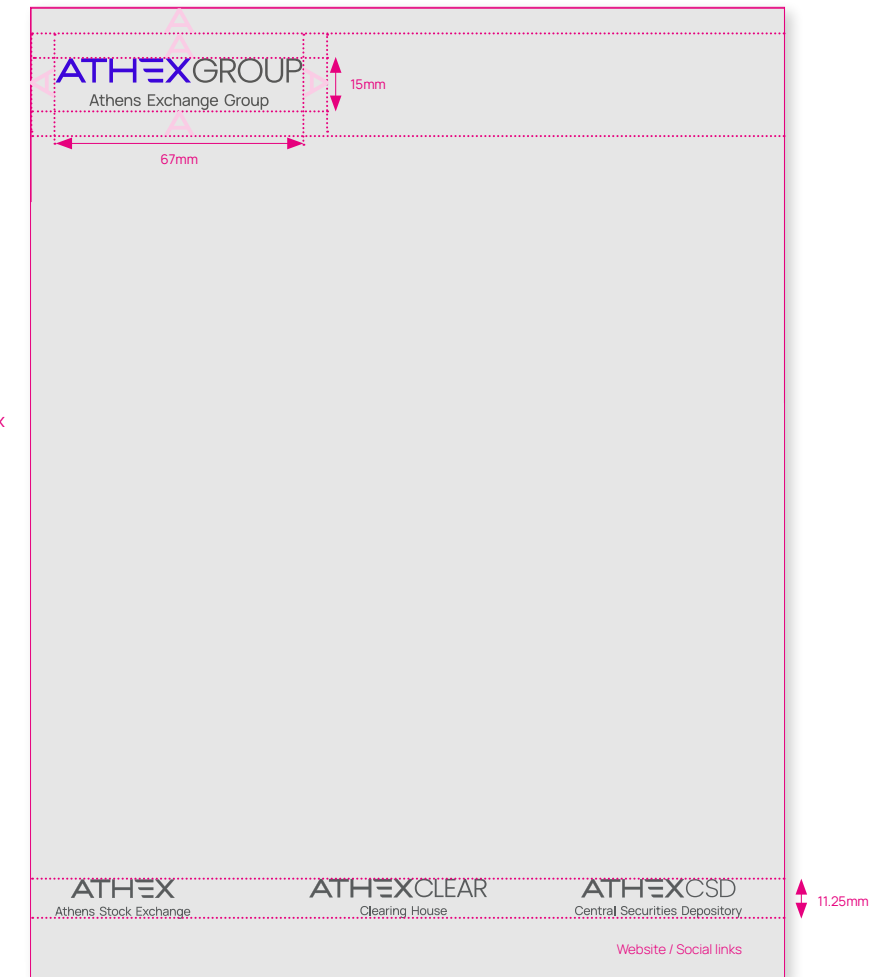 A
A
ATHEXGROUP
A
A
15mm
Athens Exchange Group
A
67mm
x
ATHEX
ATHEXCLEAR
ATHEXCSD
Athens Stock Exchange
Clearing House
Central Securities Depository
11.25mm
Website / Social links